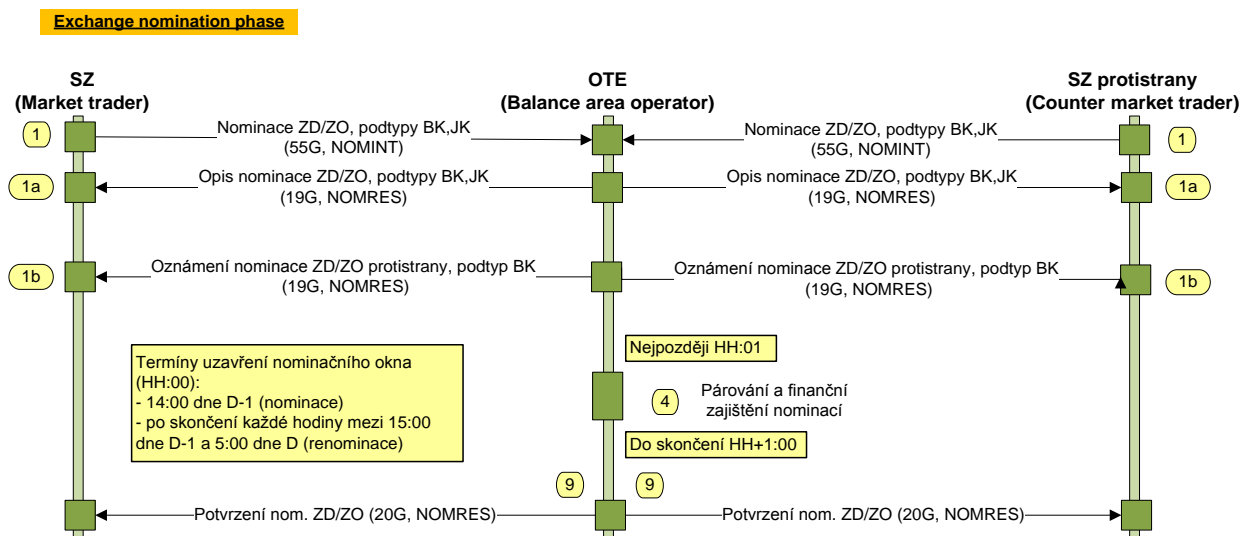 Exchange nomination phase
SZ
(Market trader)
OTE
(Balance area operator)
SZ protistrany
(Counter market trader)
1
Nominace ZD/ZO, podtypy BK,JK
(55G, NOMINT)
Nominace ZD/ZO, podtypy BK,JK
(55G, NOMINT)
1
1a
Opis nominace ZD/ZO, podtypy BK,JK
(19G, NOMRES)
Opis nominace ZD/ZO, podtypy BK,JK
(19G, NOMRES)
1a
1b
Oznámení nominace ZD/ZO protistrany, podtyp BK
(19G, NOMRES)
Oznámení nominace ZD/ZO protistrany, podtyp BK
(19G, NOMRES)
1b
Termíny uzavření nominačního okna
(HH:00):
- 14:00 dne D-1 (nominace)
- po skončení každé hodiny mezi 15:00
dne D-1 a 5:00 dne D (renominace)
Nejpozději HH:01
4
Párování a finanční
zajištění nominací
Do skončení HH+1:00
9
9
Potvrzení nom. ZD/ZO (20G, NOMRES)
Potvrzení nom. ZD/ZO (20G, NOMRES)